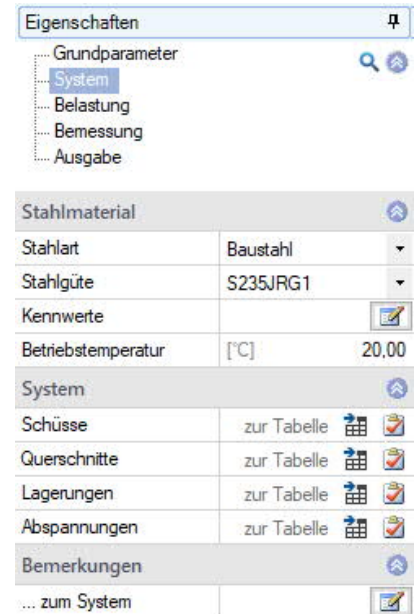 Eigenschaften
Grundparameter
System
Belastung
Bemessung
Ausgabe
Stahlmaterial
Stahlart Baustahl
Stahlgüte S235JRG1
Kennwerte
Betriebstemperatur [°C] 20,00
System
Schüsse zur Tabelle
Querschnitte zur Tabelle
Lagerungen zur Tabelle
Abspannungen zur Tabelle
Bemerkungen
... zum System